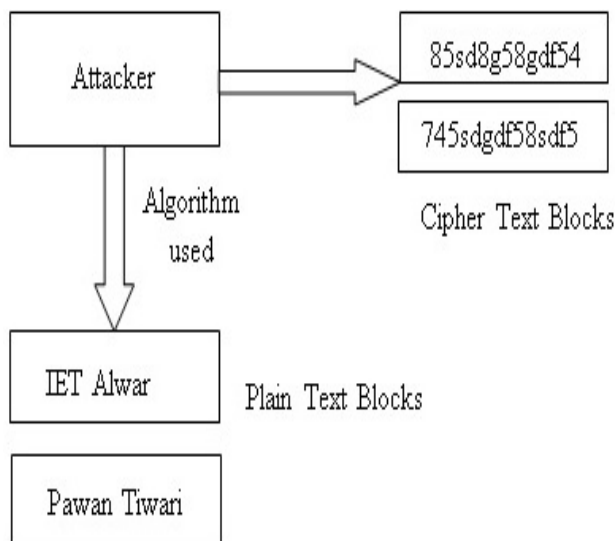 85sd8g58gdf54
Attacker
745sdgdf58sdf5
Cipher Text Blocks
Algorithm
used
IET Alwar
Plain Text Blocks
Pawan Tiwari